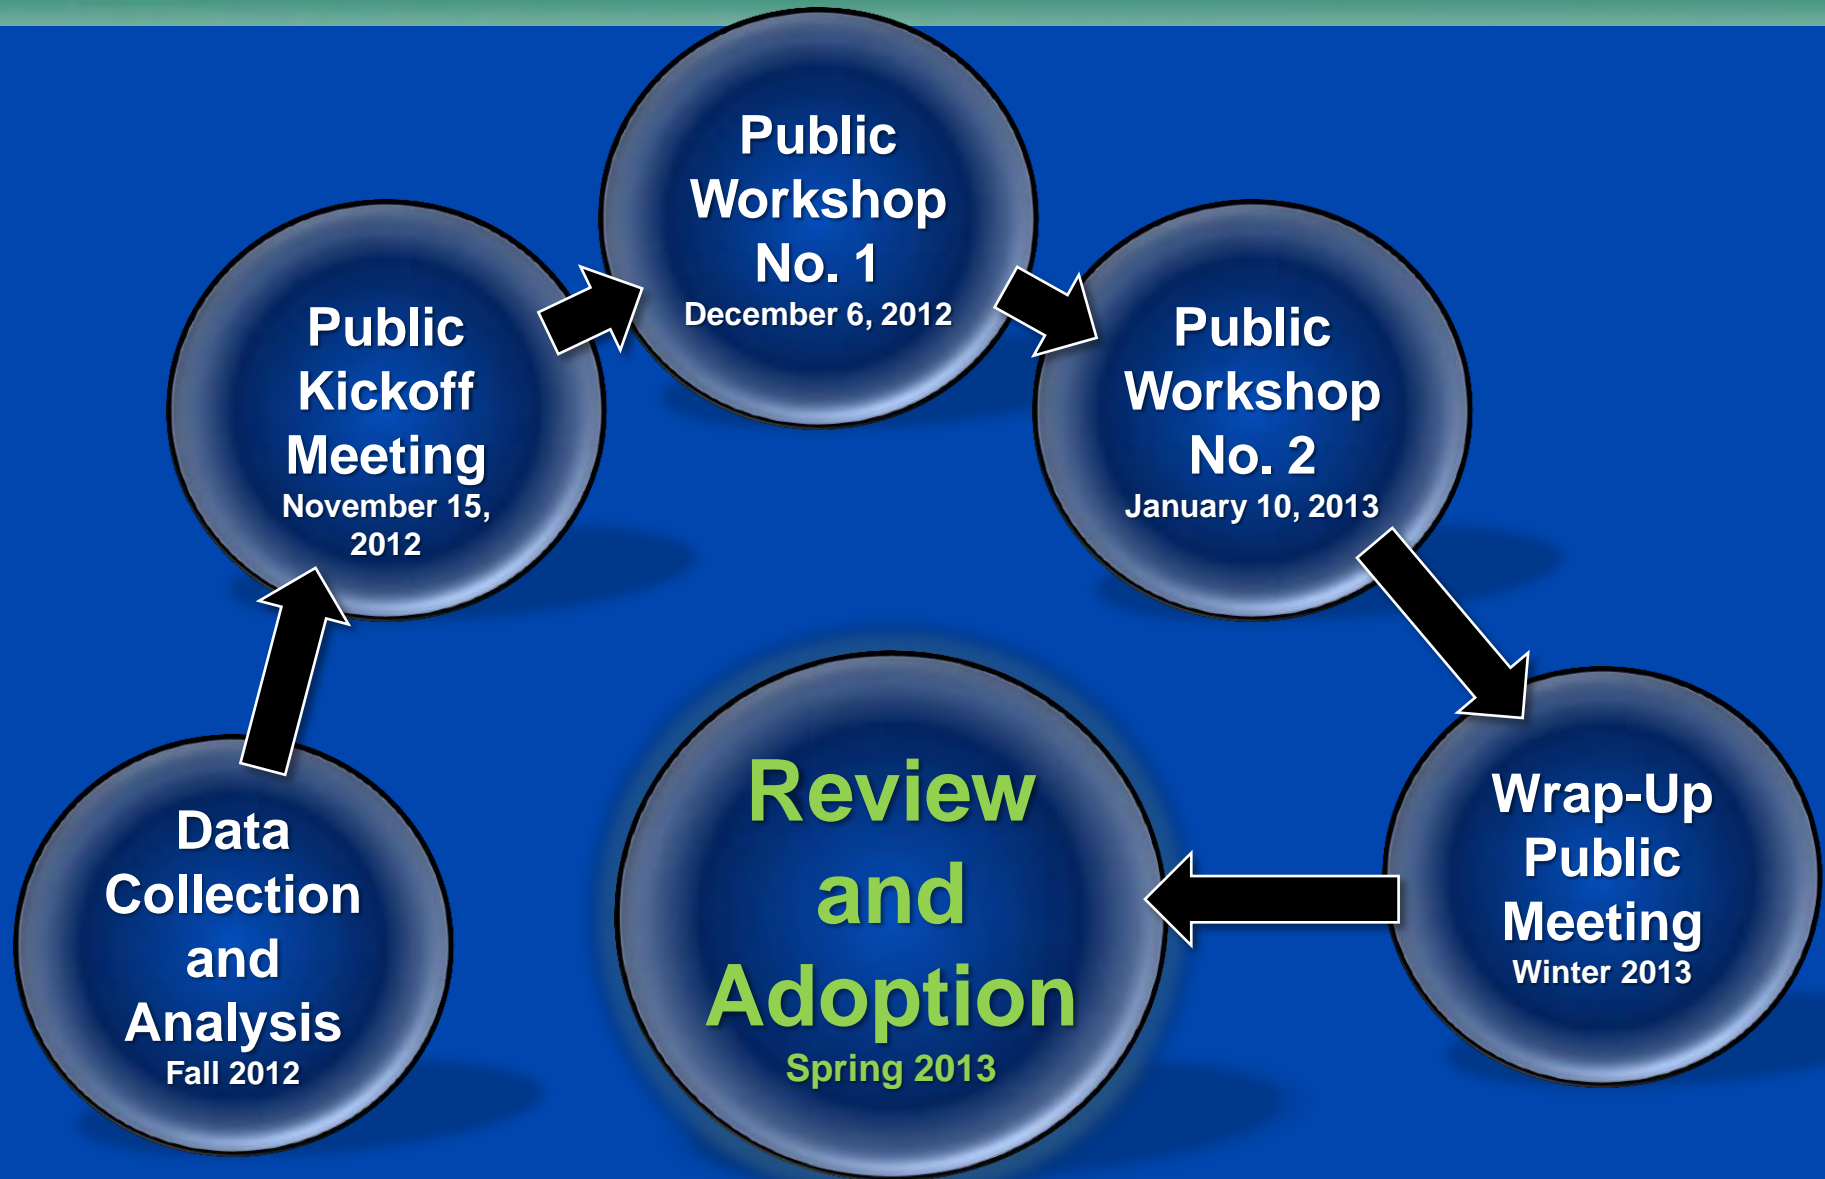 Data
Collection
and
Analysis
Fall 2012
Public
Kickoff
Meeting
November 15,
2012
Public
Workshop
No. 1
December 6, 2012
Public
Workshop
No. 2
January 10, 2013
Wrap-Up
Public
Meeting
Winter 2013
Review
and
Adoption
Spring 2013